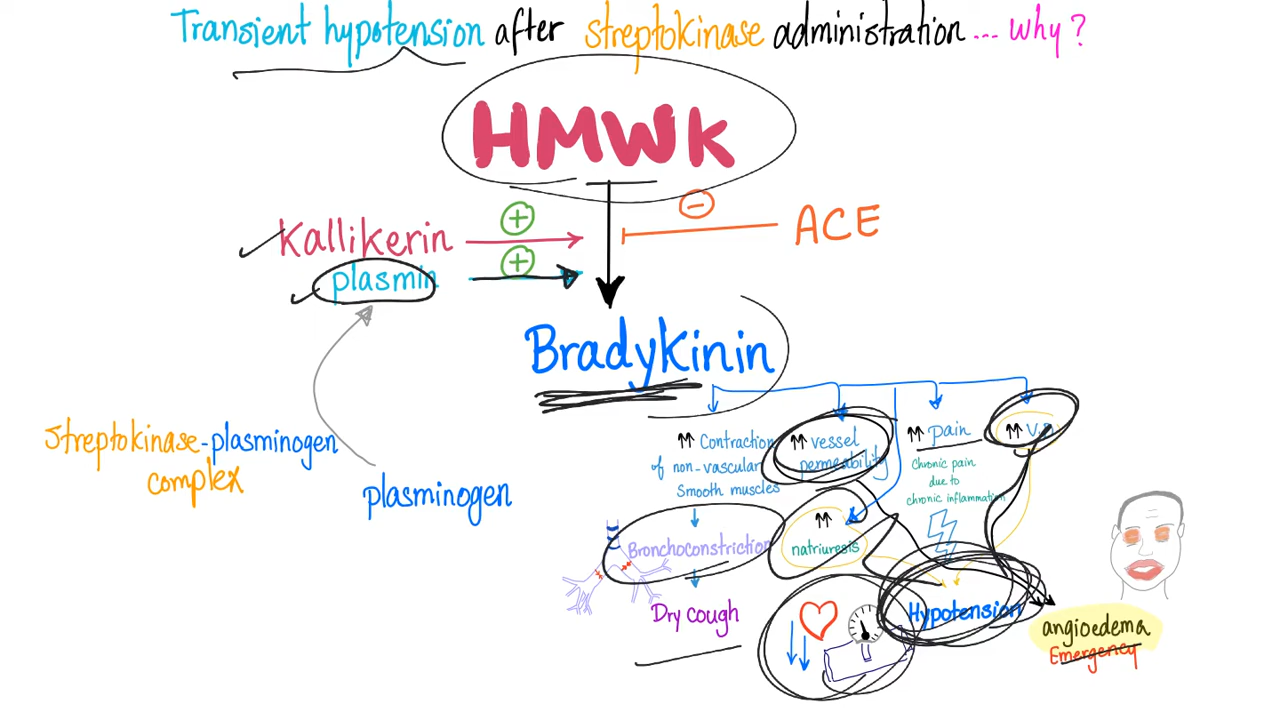 Transient hypotension after streptokinase administration ... why?
HMWK
+
-
Kallikerin
ACE
+
plasmin
Bradykinin
Streptokinase-plasminogen
complex
plasminogen
Contraction
of non-vascular
Smooth muscles
Bronchoconstriction
Dry cough
vessel
permeability
natriuresis
pain
Chronic pain
due to
chronic inflammation
V.D
Hypotension
angioedema
Emergency